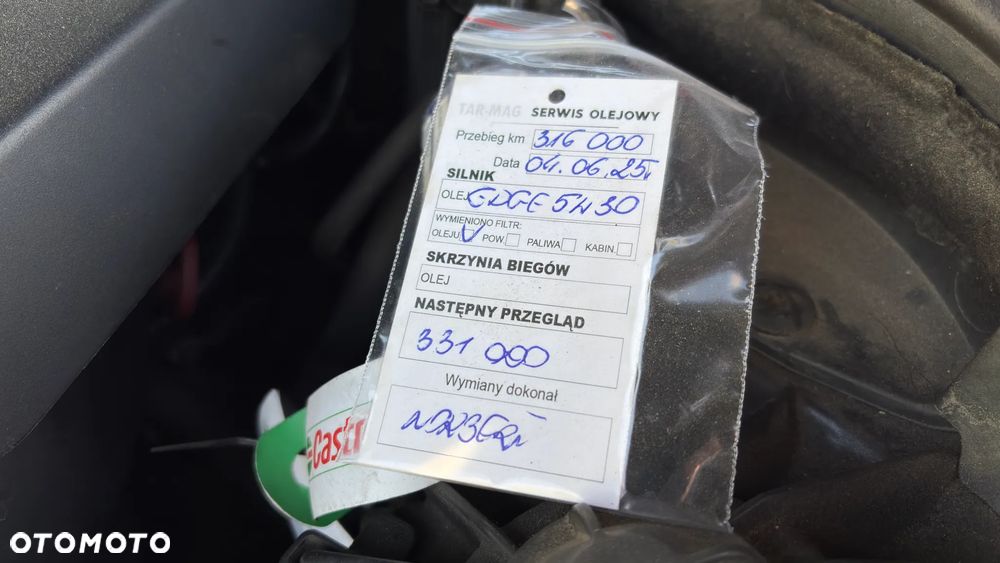 TAR-MAG SERWIS OLEJOWY
Przebieg km 316 000
Data 04.06.25r
SILNIK
OLEJ EDGE 5W30
WYMIENIONO FILTR:
OLEJU V POW. PALIWA KABIN.
SKRZYNIA BIEGÓW
OLEJ
NASTĘPNY PRZEGLĄD
331 000
Wymiany dokonał
Castr
OTOMOTO